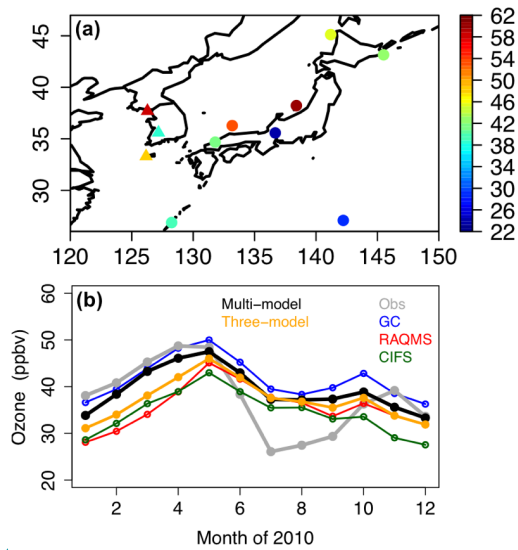 (a)
45
40
35
30
120 125 130 135 140 145 150
62
58
54
50
46
42
38
34
30
26
22
(b)
Multi−model
Three−model
Obs
GC
RAQMS
CIFS
Ozone (ppbv)
60
50
40
30
20
2 4 6 8 10 12
Month of 2010